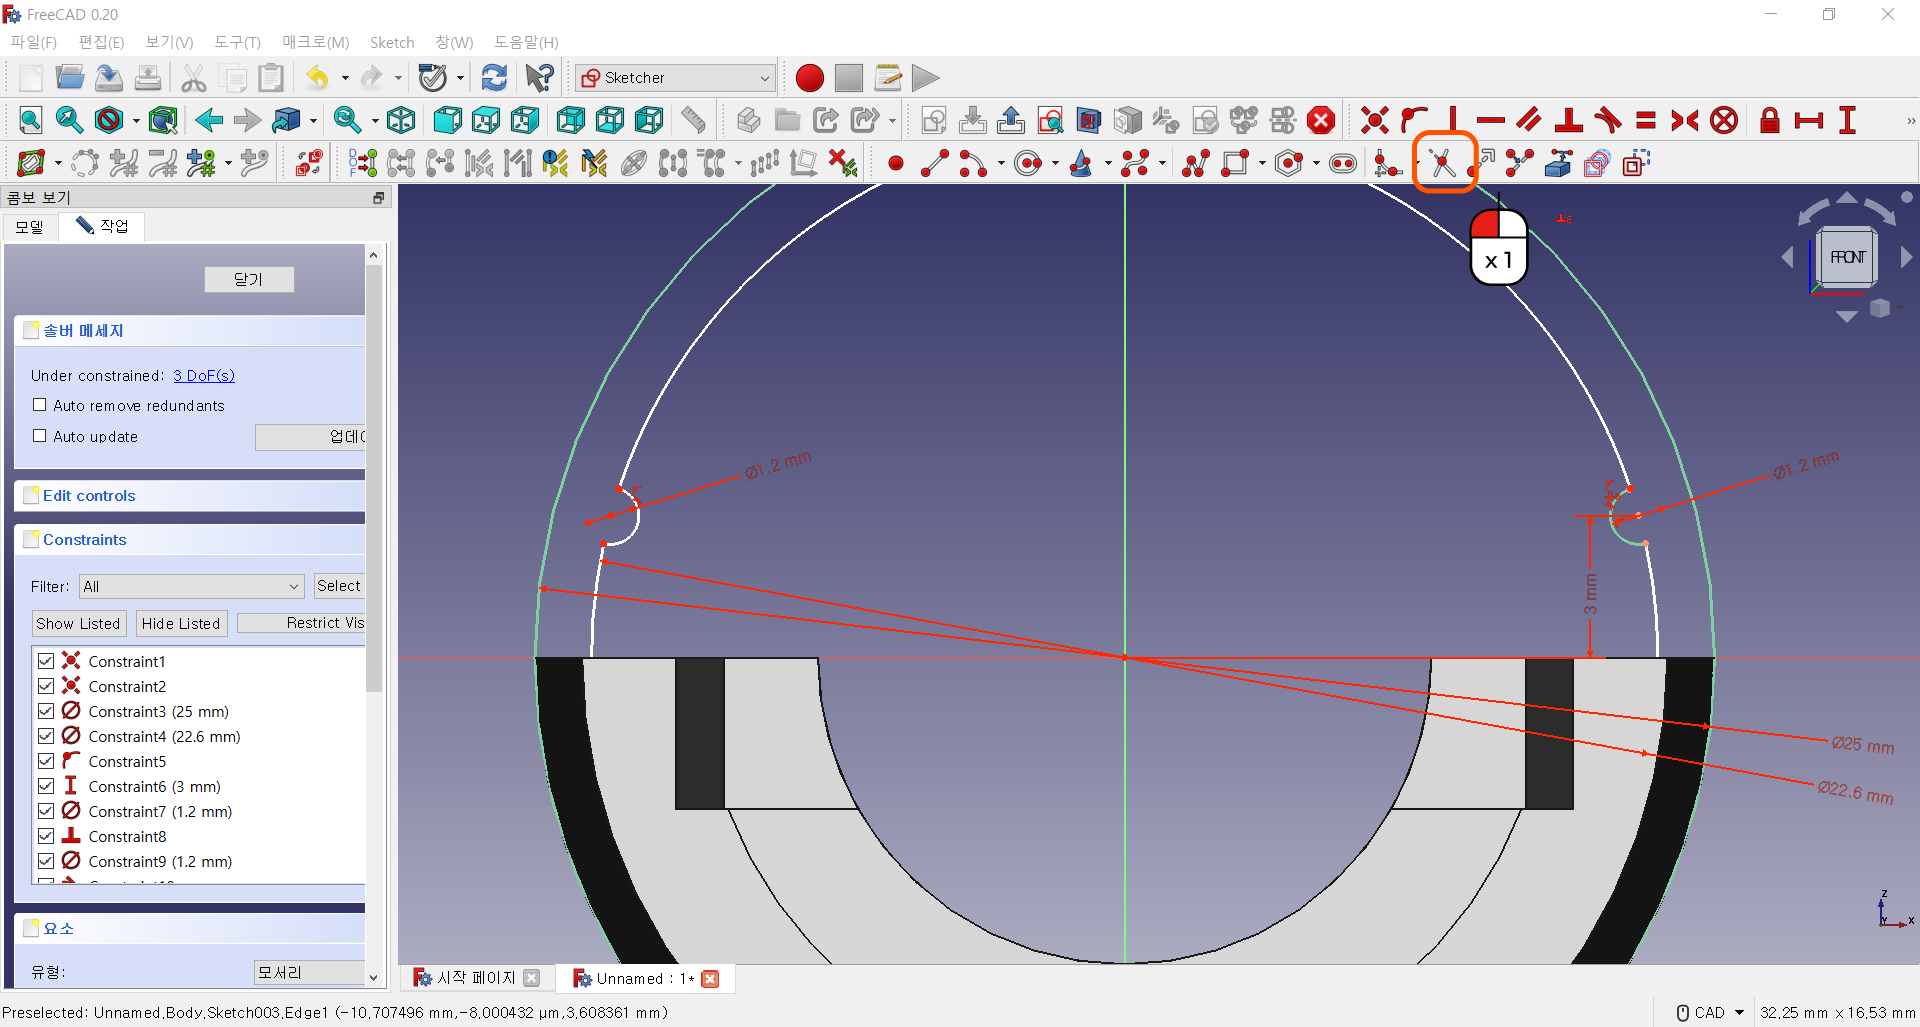 FreeCAD 0.20
파일(F) 편집(E) 보기(V) 도구(T) 매크로(M) Sketch 창(W) 도움말(H)
Sketcher
»
DOF
콤보 보기
모델 작업
닫기
솔버 메세지
Under constrained: 3 DoF(s)
Auto remove redundants
Auto update
Edit controls
Constraints
Filter: All Select
Show Listed Hide Listed Restrict Vis
Constraint1
Constraint2
Constraint3 (25 mm)
Constraint4 (22.6 mm)
Constraint5
Constraint6 (3 mm)
Constraint7 (1.2 mm)
Constraint8
Constraint9 (1.2 mm)
요소
유형: 모서리
x 1
FRONT
Ø1.2 mm
Ø1.2 mm
3 mm
Ø25 mm
Ø22.6 mm
Z
Y X
시작 페이지
Unnamed : 1*
Preselected: Unnamed.Body.Sketch003.Edge1 (-10.707496 mm,-8.000432 µm,3.608361 mm)
CAD 32.25 mm x 16.53 mm